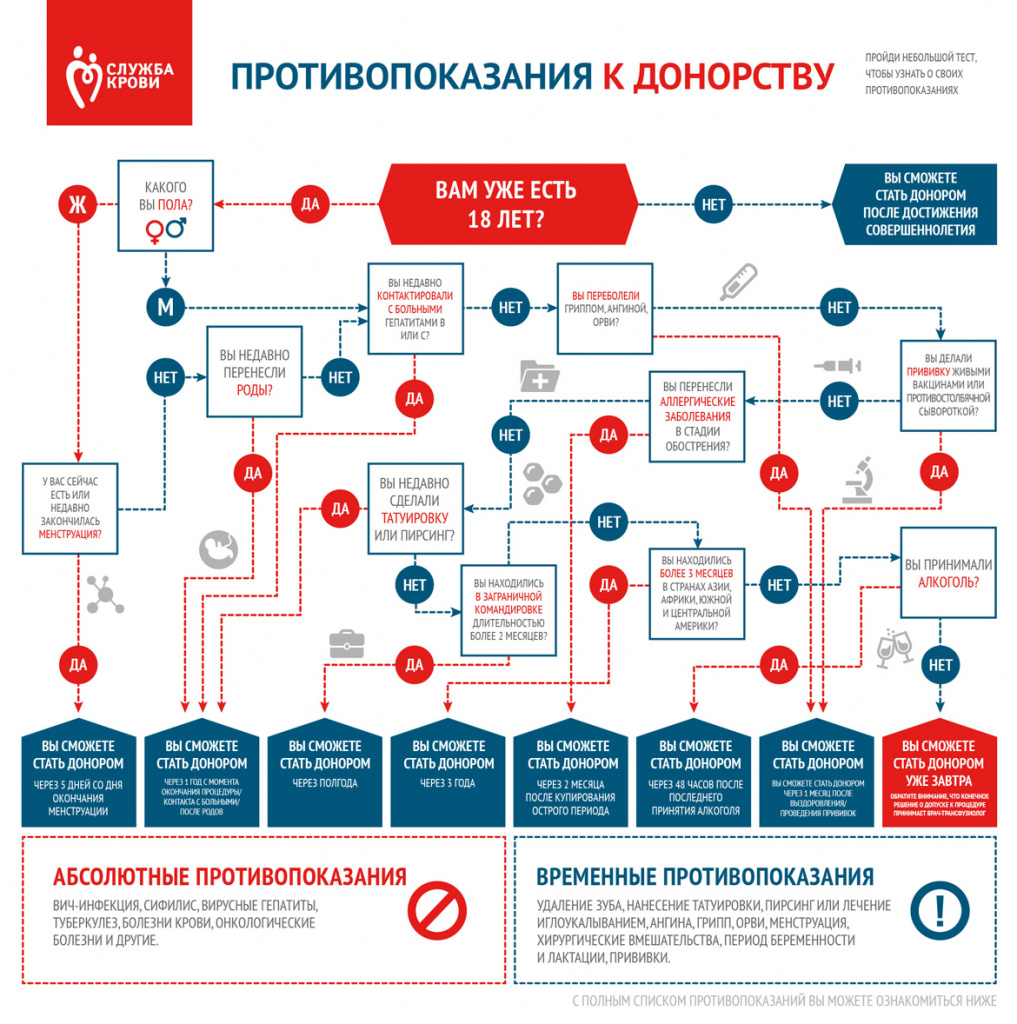 СЛУЖБА
КРОВИ
ПРОТИВОПОКАЗАНИЯ К ДОНОРСТВУ
ПРОЙДИ НЕБОЛЬШОЙ ТЕСТ,
ЧТОБЫ УЗНАТЬ О СВОИХ
ПРОТИВОПОКАЗАНИЯХ
ВАМ УЖЕ ЕСТЬ
18 ЛЕТ?
НЕТ
ВЫ СМОЖЕТЕ
СТАТЬ ДОНОРОМ
ПОСЛЕ ДОСТИЖЕНИЯ
СОВЕРШЕННОЛЕТИЯ
ДА
КАКОГО
ВЫ ПОЛА?
Ж
М
ВЫ НЕДАВНО
КОНТАКТИРОВАЛИ
С БОЛЬНЫМИ
ГЕПАТИТАМИ В
ИЛИ С?
НЕТ
ДА
ВЫ ПЕРЕБОЛЕЛИ
ГРИППОМ, АНГИНОЙ,
ОРВИ?
НЕТ
ДА
ВЫ НЕДАВНО
ПЕРЕНЕСЛИ
РОДЫ?
НЕТ
НЕТ
ДА
ВЫ ДЕЛАЛИ
ПРИВИВКУ ЖИВЫМИ
ВАКЦИНАМИ ИЛИ
ПРОТИВОСТОЛБЯЧНОЙ
СЫВОРОТКОЙ?
НЕТ
ДА
ВЫ ПЕРЕНЕСЛИ
АЛЛЕРГИЧЕСКИЕ
ЗАБОЛЕВАНИЯ
В СТАДИИ
ОБОСТРЕНИЯ?
НЕТ
ДА
У ВАС СЕЙЧАС
ЕСТЬ ИЛИ
НЕДАВНО
ЗАКОНЧИЛАСЬ
МЕНСТРУАЦИЯ?
ДА
ВЫ НЕДАВНО
СДЕЛАЛИ
ТАТУИРОВКУ
ИЛИ ПИРСИНГ?
ДА
НЕТ
ВЫ НАХОДИЛИСЬ
В ЗАГРАНИЧНОЙ
КОМАНДИРОВКЕ
ДЛИТЕЛЬНОСТЬЮ
БОЛЕЕ 2 МЕСЯЦЕВ?
НЕТ
ДА
ВЫ НАХОДИЛИСЬ
БОЛЕЕ 3 МЕСЯЦЕВ
В СТРАНАХ АЗИИ,
АФРИКИ, ЮЖНОЙ
И ЦЕНТРАЛЬНОЙ
АМЕРИКИ?
ДА
НЕТ
ВЫ ПРИНИМАЛИ
АЛКОГОЛЬ?
ДА
НЕТ
ВЫ СМОЖЕТЕ
СТАТЬ ДОНОРОМ
ЧЕРЕЗ 5 ДНЕЙ СО ДНЯ
ОКОНЧАНИЯ
МЕНСТРУАЦИИ
ВЫ СМОЖЕТЕ
СТАТЬ ДОНОРОМ
ЧЕРЕЗ 1 ГОД С МОМЕНТА
ОКОНЧАНИЯ ПРОЦЕДУРЫ/
КОНТАКТА С БОЛЬНЫМИ/
ПОСЛЕ РОДОВ
ВЫ СМОЖЕТЕ
СТАТЬ ДОНОРОМ
ЧЕРЕЗ ПОЛГОДА
ВЫ СМОЖЕТЕ
СТАТЬ ДОНОРОМ
ЧЕРЕЗ 3 ГОДА
ВЫ СМОЖЕТЕ
СТАТЬ ДОНОРОМ
ЧЕРЕЗ 2 МЕСЯЦА
ПОСЛЕ КУПИРОВАНИЯ
ОСТРОГО ПЕРИОДА
ВЫ СМОЖЕТЕ
СТАТЬ ДОНОРОМ
ЧЕРЕЗ 48 ЧАСОВ ПОСЛЕ
ПОСЛЕДНЕГО
ПРИНЯТИЯ АЛКОГОЛЯ
ВЫ СМОЖЕТЕ
СТАТЬ ДОНОРОМ
ВЫ СМОЖЕТЕ СТАТЬ ДОНОРОМ
ЧЕРЕЗ 1 МЕСЯЦ ПОСЛЕ
ВЫЗДОРОВЛЕНИЯ/
ПРОВЕДЕНИЯ ПРИВИВОК
ВЫ СМОЖЕТЕ
СТАТЬ ДОНОРОМ
УЖЕ ЗАВТРА
ОБРАТИТЕ ВНИМАНИЕ, ЧТО КОНЕЧНОЕ
РЕШЕНИЕ О ДОПУСКЕ К ПРОЦЕДУРЕ
ПРИНИМАЕТ ВРАЧ-ТРАНСФУЗИОЛОГ
АБСОЛЮТНЫЕ ПРОТИВОПОКАЗАНИЯ
ВИЧ-ИНФЕКЦИЯ, СИФИЛИС, ВИРУСНЫЕ ГЕПАТИТЫ,
ТУБЕРКУЛЕЗ, БОЛЕЗНИ КРОВИ, ОНКОЛОГИЧЕСКИЕ
БОЛЕЗНИ И ДРУГИЕ.
ВРЕМЕННЫЕ ПРОТИВОПОКАЗАНИЯ
УДАЛЕНИЕ ЗУБА, НАНЕСЕНИЕ ТАТУИРОВКИ, ПИРСИНГ ИЛИ ЛЕЧЕНИЕ
ИГЛОУКАЛЫВАНИЕМ, АНГИНА, ГРИПП, ОРВИ, МЕНСТРУАЦИЯ,
ХИРУРГИЧЕСКИЕ ВМЕШАТЕЛЬСТВА, ПЕРИОД БЕРЕМЕННОСТИ
И ЛАКТАЦИИ, ПРИВИВКИ.
С ПОЛНЫМ СПИСКОМ ПРОТИВОПОКАЗАНИЙ ВЫ МОЖЕТЕ ОЗНАКОМИТЬСЯ НИЖЕ